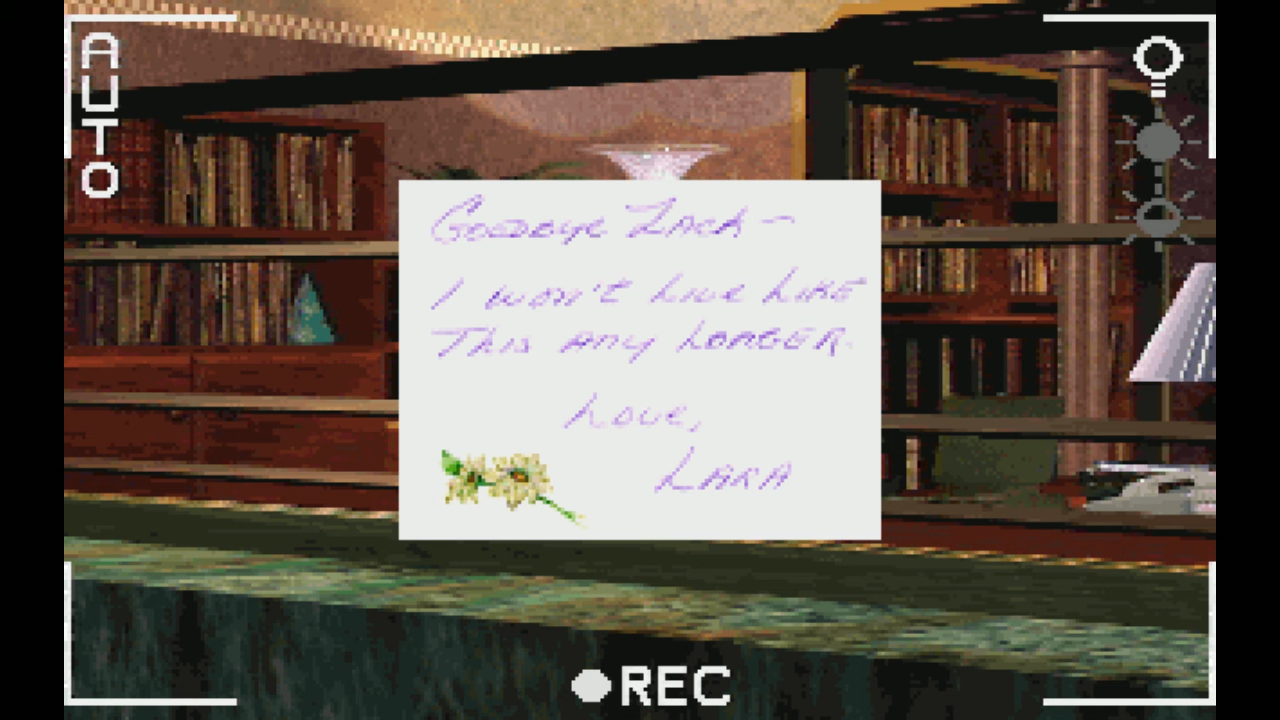 AUTO
Goodbye Zack—
I won't live like
This any longer.
Love,
Lara
REC